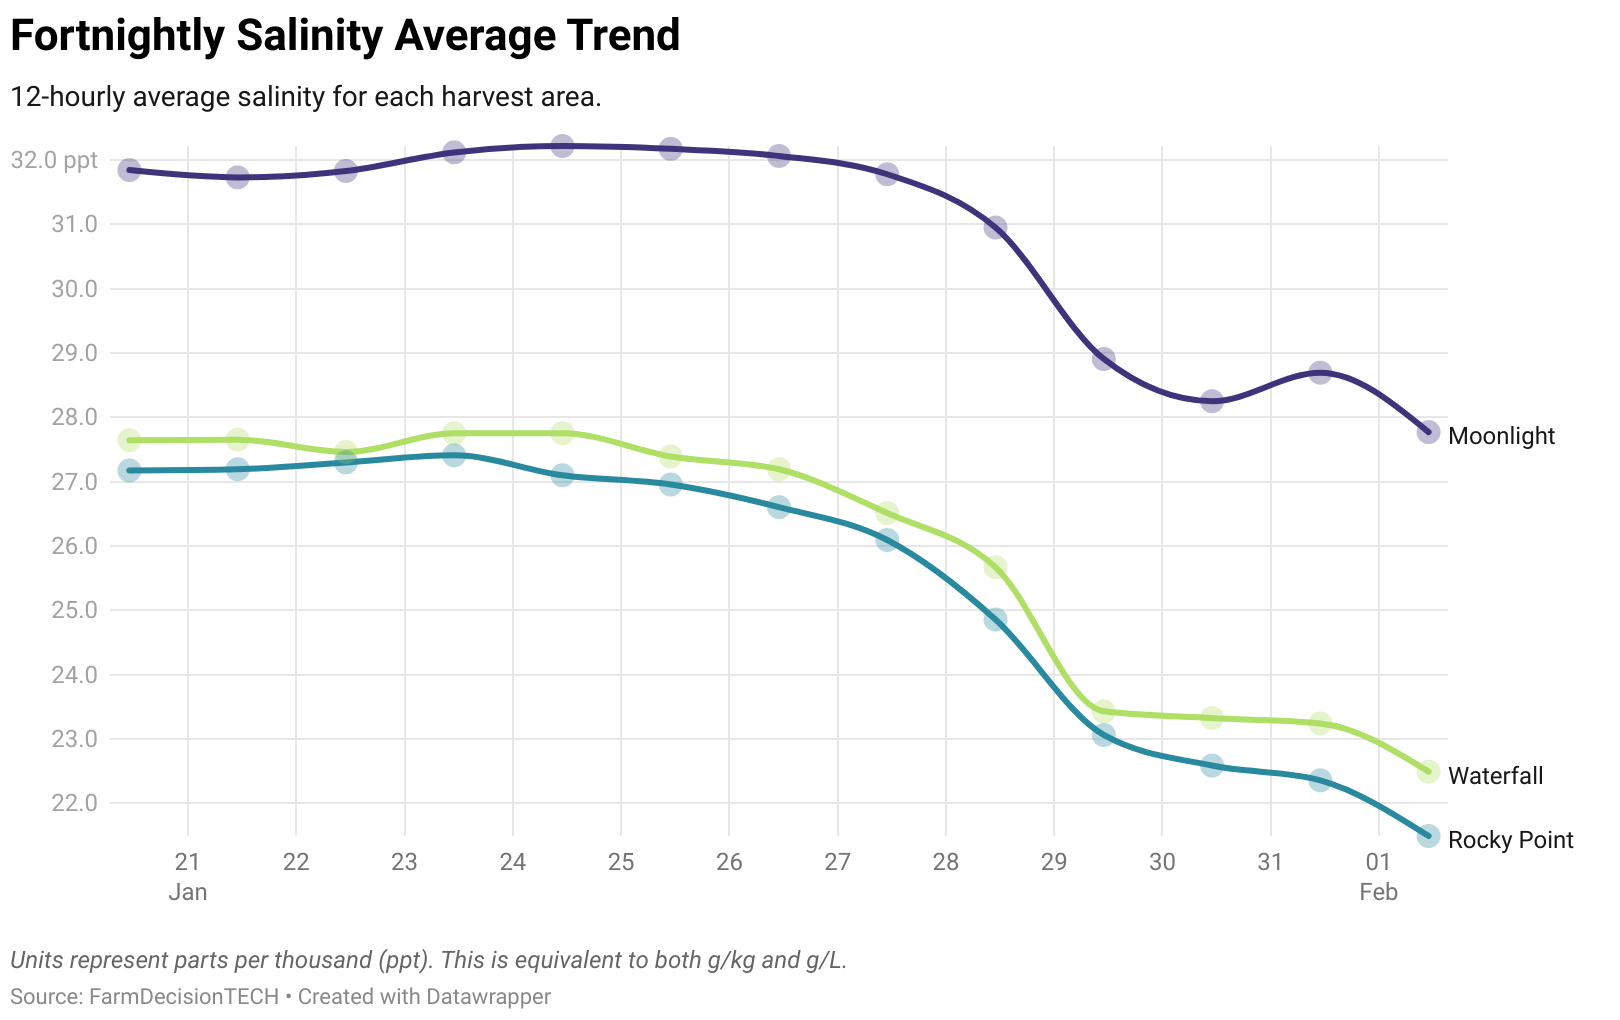 Fortnightly Salinity Average Trend
12-hourly average salinity for each harvest area.
32.0 ppt
31.0
30.0
29.0
28.0
27.0
26.0
25.0
24.0
23.0
22.0
Moonlight
Waterfall
Rocky Point
21 22 23 24 25 26 27 28 29 30 31 01
Jan Feb
Units represent parts per thousand (ppt). This is equivalent to both g/kg and g/L.
Source: FarmDecisionTECH • Created with Datawrapper